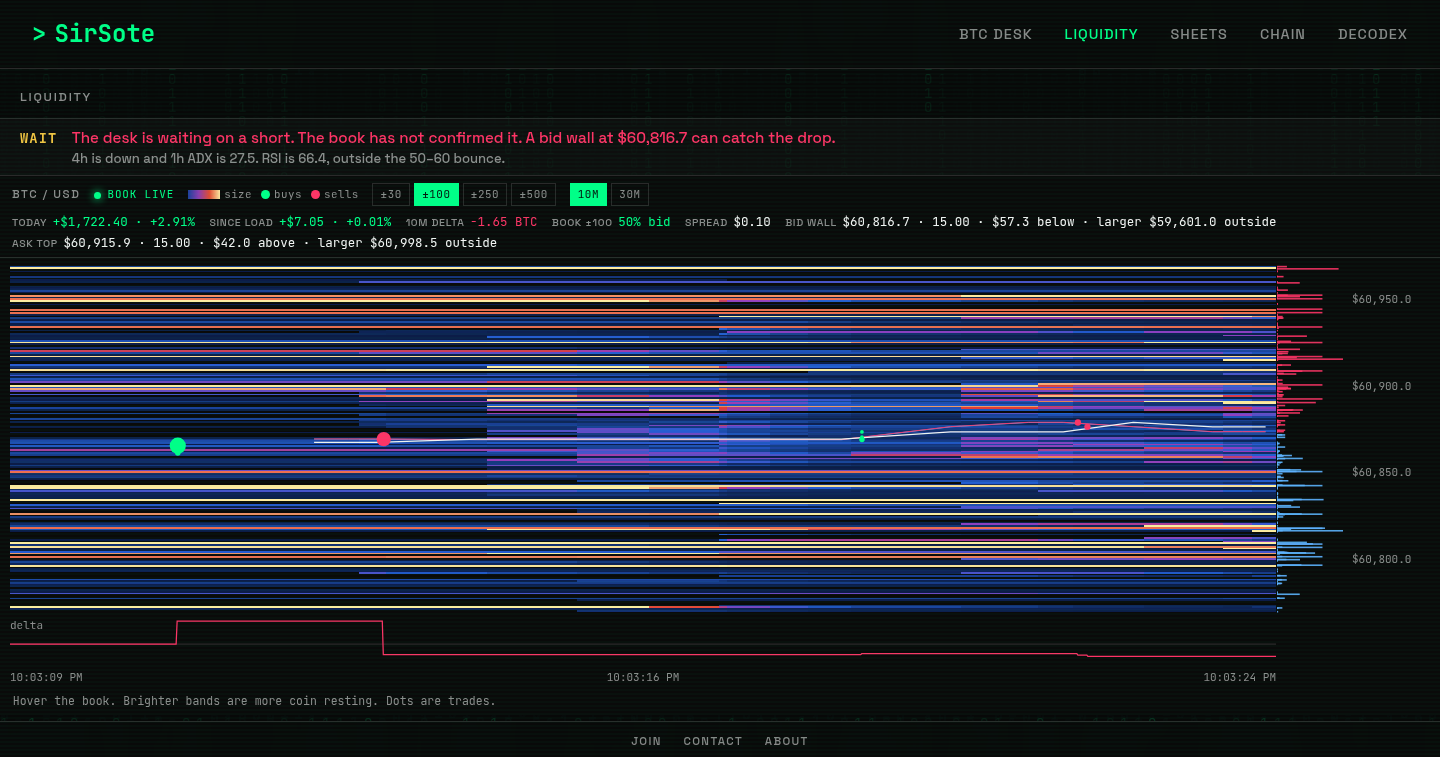 > SirSote
BTC DESK LIQUIDITY SHEETS CHAIN DECODEX
LIQUIDITY
WAIT The desk is waiting on a short. The book has not confirmed it. A bid wall at $60,816.7 can catch the drop.
4h is down and 1h ADX is 27.5. RSI is 66.4, outside the 50–60 bounce.
BTC / USD BOOK LIVE size buys sells ±30 ±100 ±250 ±500 10M 30M
TODAY +$1,722.40 · +2.91% SINCE LOAD +$7.05 · +0.01% 10M DELTA -1.65 BTC BOOK ±100 50% bid SPREAD $0.10 BID WALL $60,816.7 · 15.00 · $57.3 below · larger $59,601.0 outside
ASK TOP $60,915.9 · 15.00 · $42.0 above · larger $60,998.5 outside
$60,950.0
$60,900.0
$60,850.0
$60,800.0
delta
10:03:09 PM 10:03:16 PM 10:03:24 PM
Hover the book. Brighter bands are more coin resting. Dots are trades.
JOIN CONTACT ABOUT